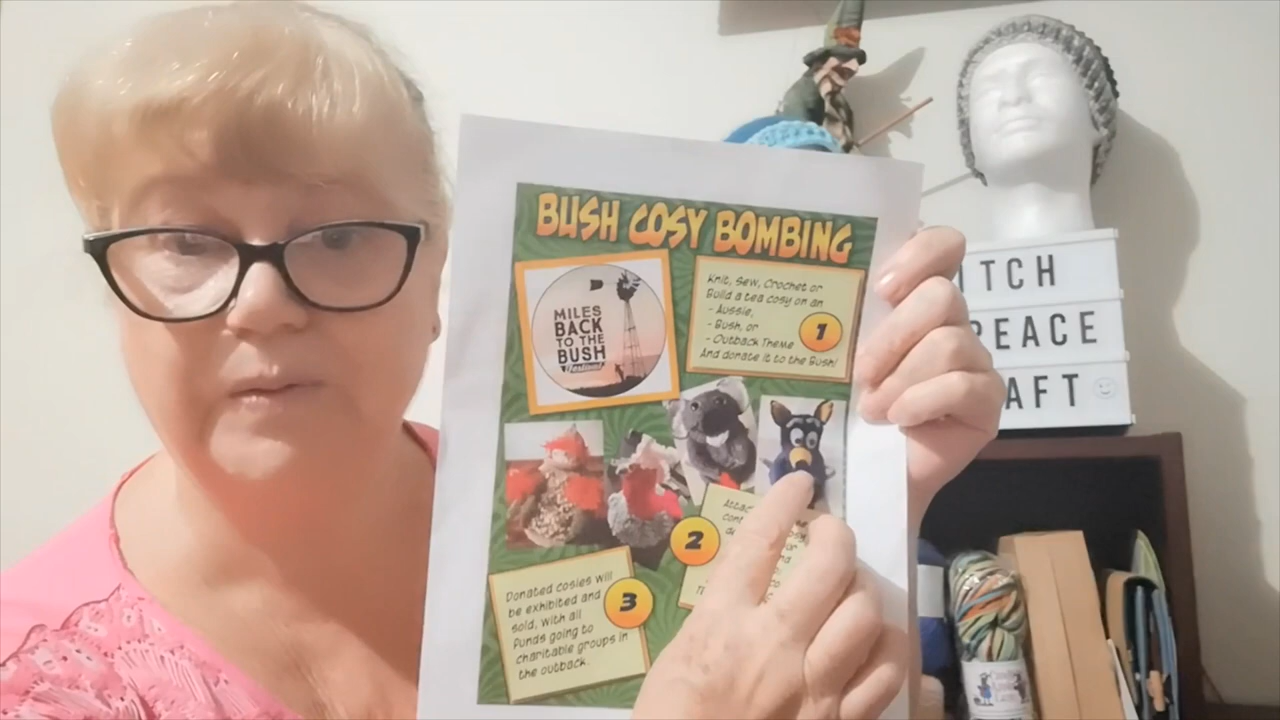 BUSH COSY BOMBING
MILES
BACK
TO THE
BUSH
Festival
Knit, Sew, Crochet or
Build a tea cosy on an
- Aussie,
- Bush, or
- Outback Theme
And donate it to the Bush!
1
2
Donated cosies will
be exhibited and
sold, with all
funds going to
charitable groups in
the outback.
3
ITCH
PEACE
AFT